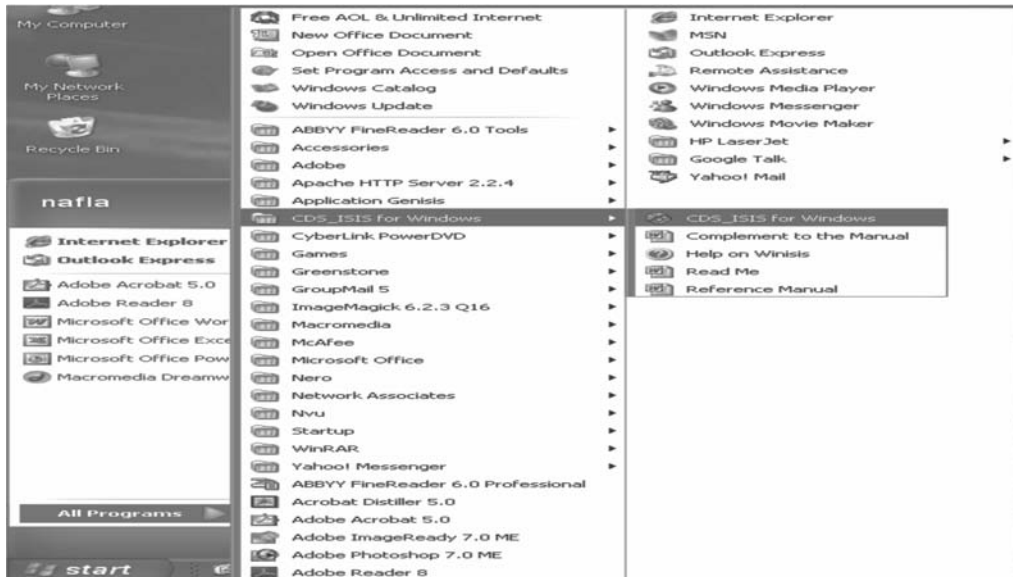 My Computer
My Network
Places
Recycle Bin
nafla
Internet Explorer
Outlook Express
Adobe Acrobat 5.0
Adobe Reader 8
Microsoft Office Wor
Microsoft Office Exce
Microsoft Office Pow
Macromedia Dreamw
All Programs
start
Free AOL & Unlimited Internet
New Office Document
Open Office Document
Set Program Access and Defaults
Windows Catalog
Windows Update
ABBYY FineReader 6.0 Tools
Accessories
Adobe
Apache HTTP Server 2.2.4
Application Genisis
CDS_ISIS for Windows
CyberLink PowerDVD
Games
Greenstone
GroupMail 5
ImageMagick 6.2.3 Q16
Macromedia
McAfee
Microsoft Office
Nero
Network Associates
Nvu
Startup
WinRAR
Yahoo! Messenger
ABBYY FineReader 6.0 Professional
Acrobat Distiller 5.0
Adobe Acrobat 5.0
Adobe ImageReady 7.0 ME
Adobe Photoshop 7.0 ME
Adobe Reader 8
Internet Explorer
MSN
Outlook Express
Remote Assistance
Windows Media Player
Windows Messenger
Windows Movie Maker
HP LaserJet
Google Talk
Yahoo! Mail
CDS_ISIS for Windows
Complement to the Manual
Help on Winisis
Read Me
Reference Manual